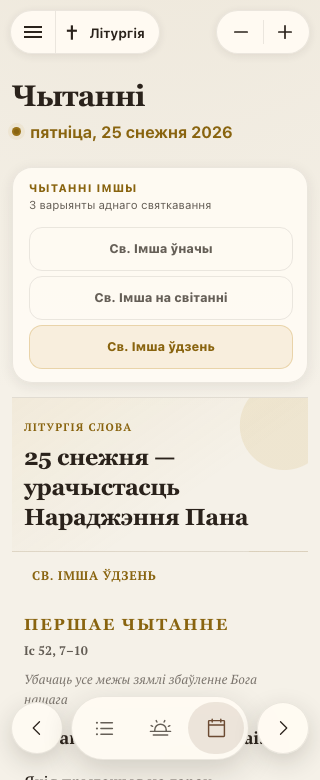 Літургія
Чытанні
пятніца, 25 снежня 2026
ЧЫТАННІ ІМШЫ
3 варыянты аднаго святкавання
Св. Імша ўначы
Св. Імша на світанні
Св. Імша ўдзень
ЛІТУРГІЯ СЛОВА
25 снежня —
урачыстасць
Нараджэння Пана
СВ. ІМША ЎДЗЕНЬ
ПЕРШАЕ ЧЫТАННЕ
Іс 52, 7–10
Убачаць усе межы зямлі збаўленне Бога
нашага